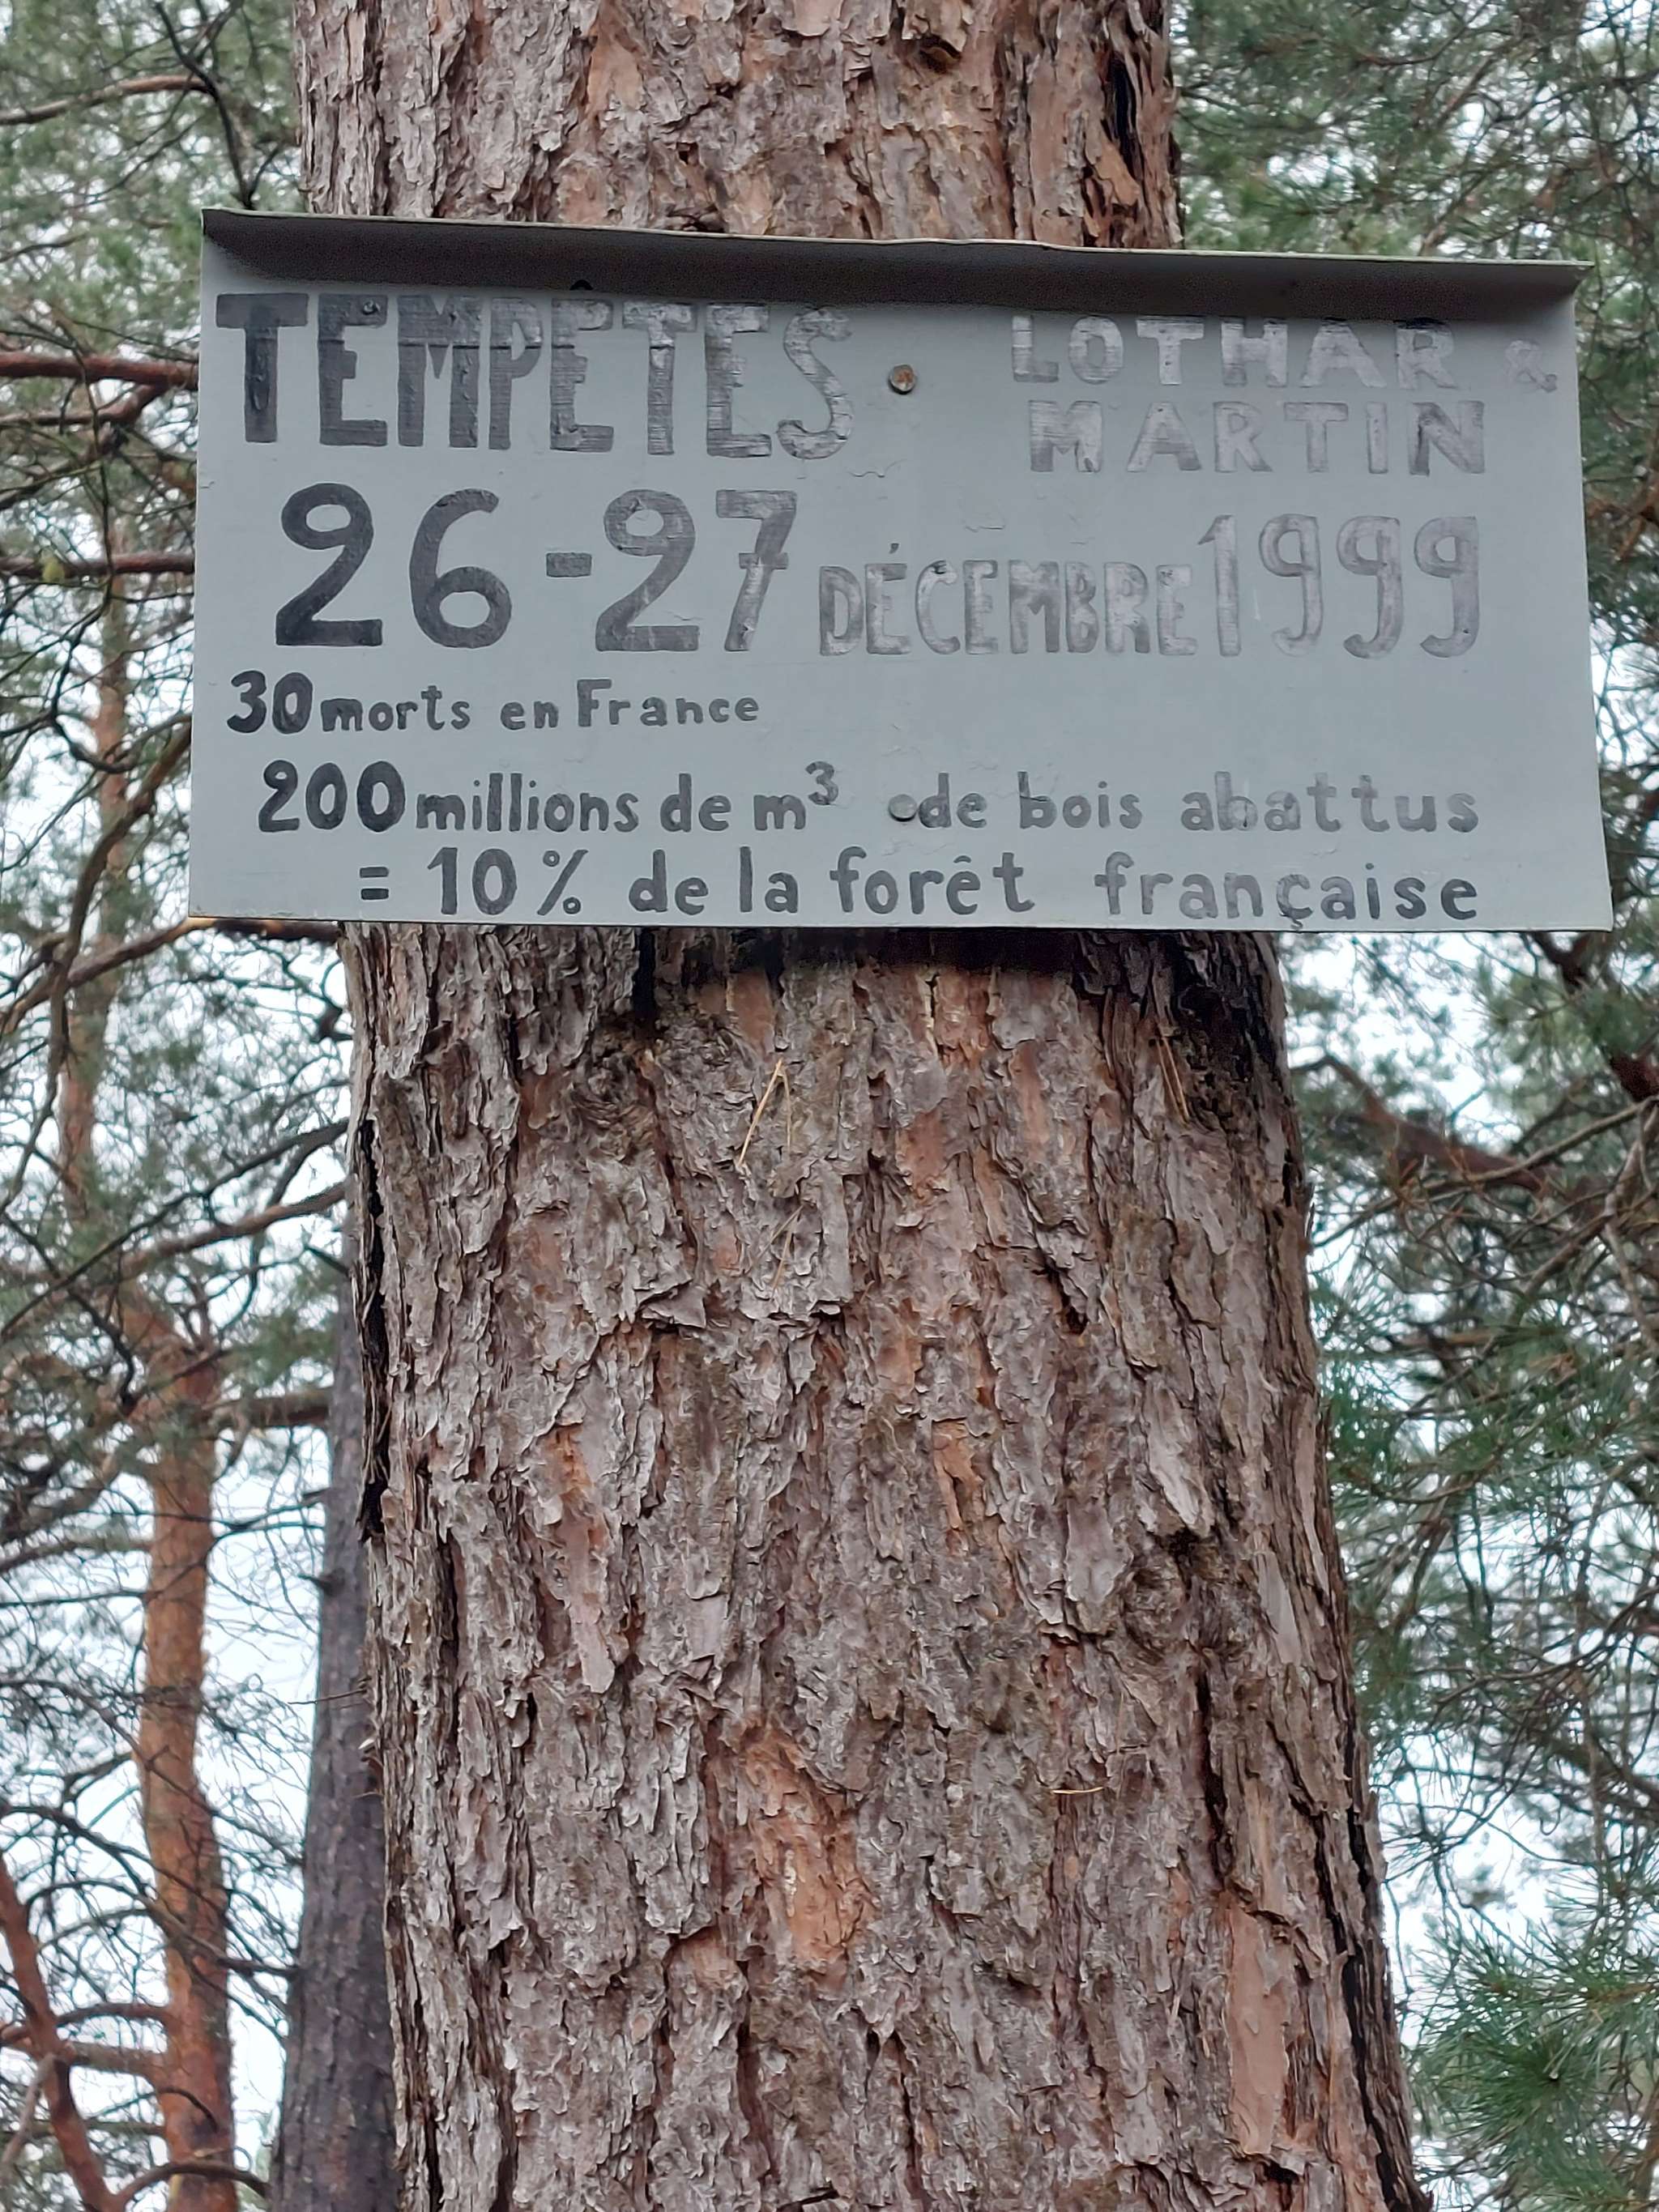 TEMPETES LOTHAR &
MARTIN
26-27 DÉCEMBRE 1999
30 morts en France
200 millions de m³ de bois abattus
= 10% de la forêt française